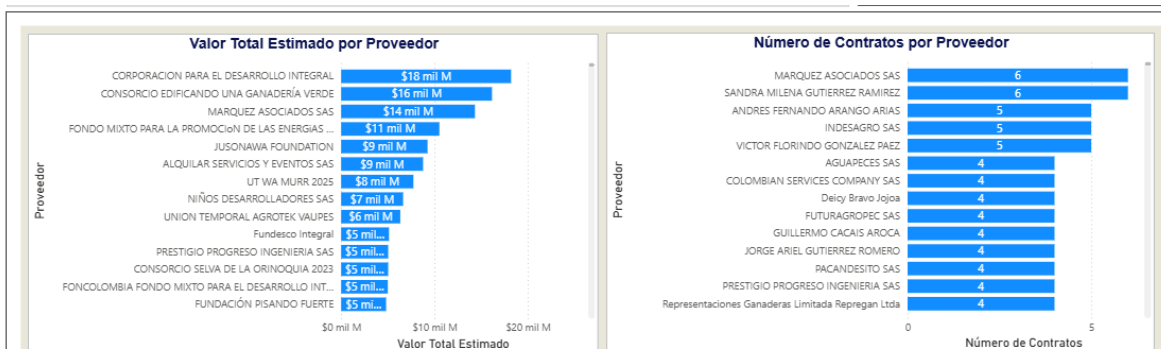 Valor Total Estimado por Proveedor
Proveedor
CORPORACION PARA EL DESARROLLO INTEGRAL $18 mil M
CONSORCIO EDIFICANDO UNA GANADERÍA VERDE $16 mil M
MARQUEZ ASOCIADOS SAS $14 mil M
FONDO MIXTO PARA LA PROMOCIoN DE LAS ENERGIAS ... $11 mil M
JUSONAWA FOUNDATION $9 mil M
ALQUILAR SERVICIOS Y EVENTOS SAS $9 mil M
UT WA MURR 2025 $8 mil M
NIÑOS DESARROLLADORES SAS $7 mil M
UNION TEMPORAL AGROTEK VAUPES $6 mil M
Fundesco Integral $5 mil...
PRESTIGIO PROGRESO INGENIERIA SAS $5 mil...
CONSORCIO SELVA DE LA ORINOQUIA 2023 $5 mil...
FONCOLOMBIA FONDO MIXTO PARA EL DESARROLLO INT... $5 mil...
FUNDACIÓN PISANDO FUERTE $5 mi...
$0 mil M $10 mil M $20 mil M
Valor Total Estimado
Número de Contratos por Proveedor
Proveedor
MARQUEZ ASOCIADOS SAS 6
SANDRA MILENA GUTIERREZ RAMIREZ 6
ANDRES FERNANDO ARANGO ARIAS 5
INDESAGRO SAS 5
VICTOR FLORINDO GONZALEZ PAEZ 5
AGUAPECES SAS 4
COLOMBIAN SERVICES COMPANY SAS 4
Deicy Bravo Jojoa 4
FUTURAGROPEC SAS 4
GUILLERMO CACAIS AROCA 4
JORGE ARIEL GUTIERREZ ROMERO 4
PACANDESITO SAS 4
PRESTIGIO PROGRESO INGENIERIA SAS 4
Representaciones Ganaderas Limitada Repregan Ltda 4
0 5
Número de Contratos